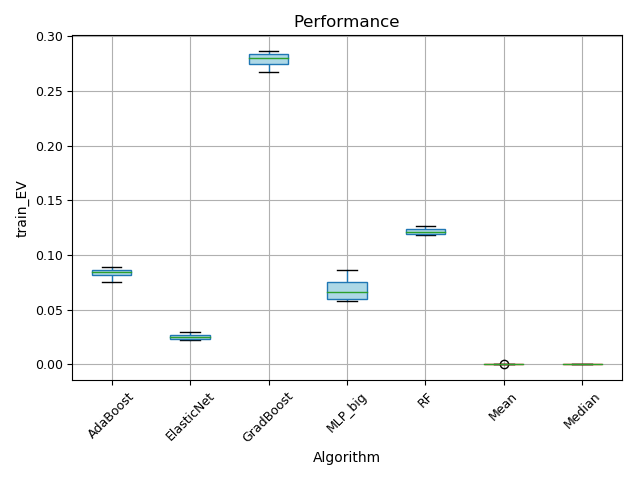 Performance
0.30
0.25
0.20
0.15
0.10
0.05
0.00
train_EV
AdaBoost
ElasticNet
GradBoost
MLP_big
RF
Mean
Median
Algorithm